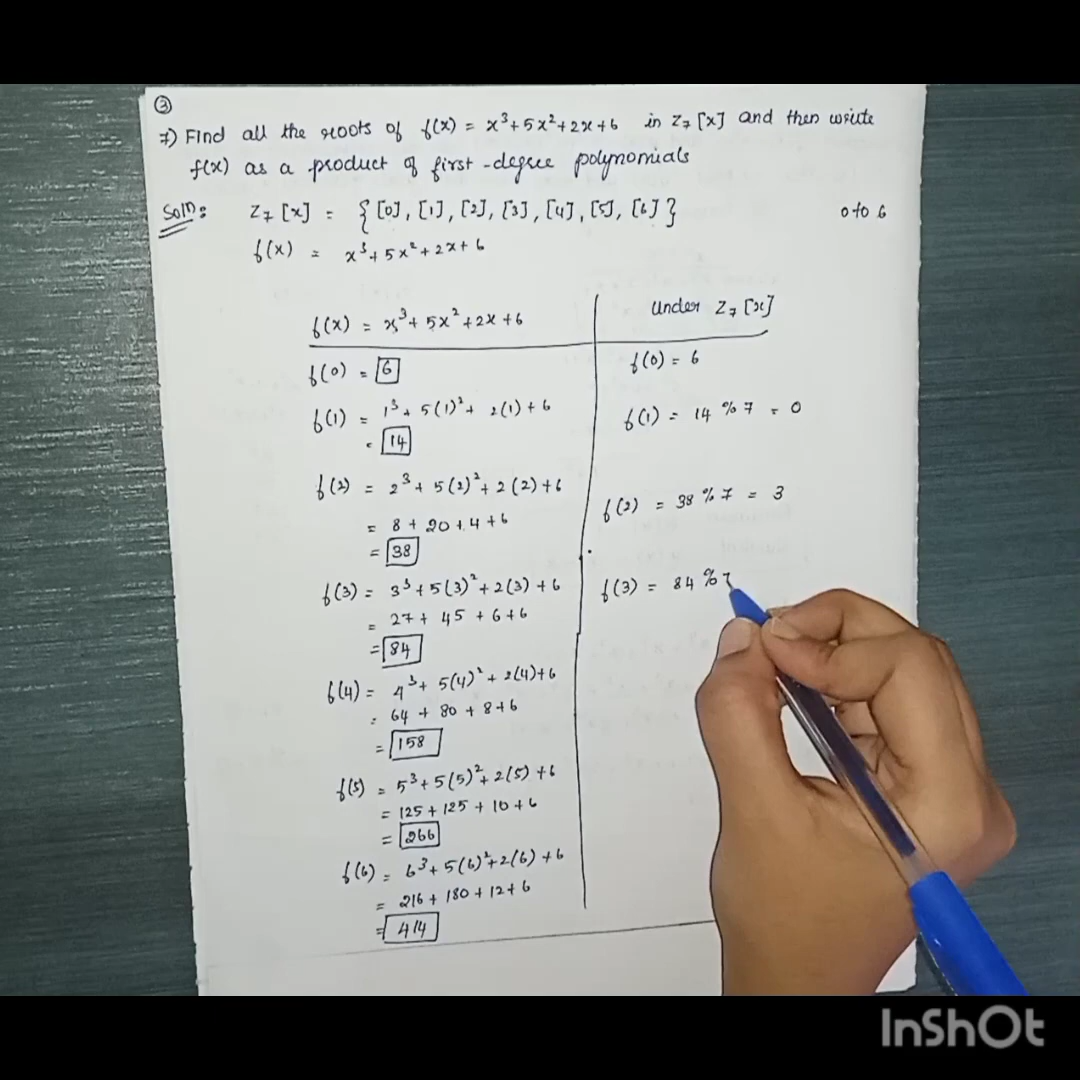 ③
7) Find all the roots of f(x) = x³+5x²+2x+6 in Z₇[x] and then write
f(x) as a product of first-degree polynomials
Soln: Z₇[x] = {[0], [1], [2], [3], [4], [5], [6]} 0 to 6
f(x) = x³+5x²+2x+6
f(x) = x³+5x²+2x+6
f(0) = 6
f(1) = 1³+5(1)²+2(1)+6
= 14
f(2) = 2³+5(2)²+2(2)+6
= 8+20+4+6
= 38
f(3) = 3³+5(3)²+2(3)+6
= 27+45+6+6
= 84
f(4) = 4³+5(4)²+2(4)+6
= 64+80+8+6
= 158
f(5) = 5³+5(5)²+2(5)+6
= 125+125+10+6
= 266
f(6) = 6³+5(6)²+2(6)+6
= 216+180+12+6
= 414
Under Z₇[x]
f(0) = 6
f(1) = 14 % 7 = 0
f(2) = 38 % 7 = 3
f(3) = 84 % 7
InShOt